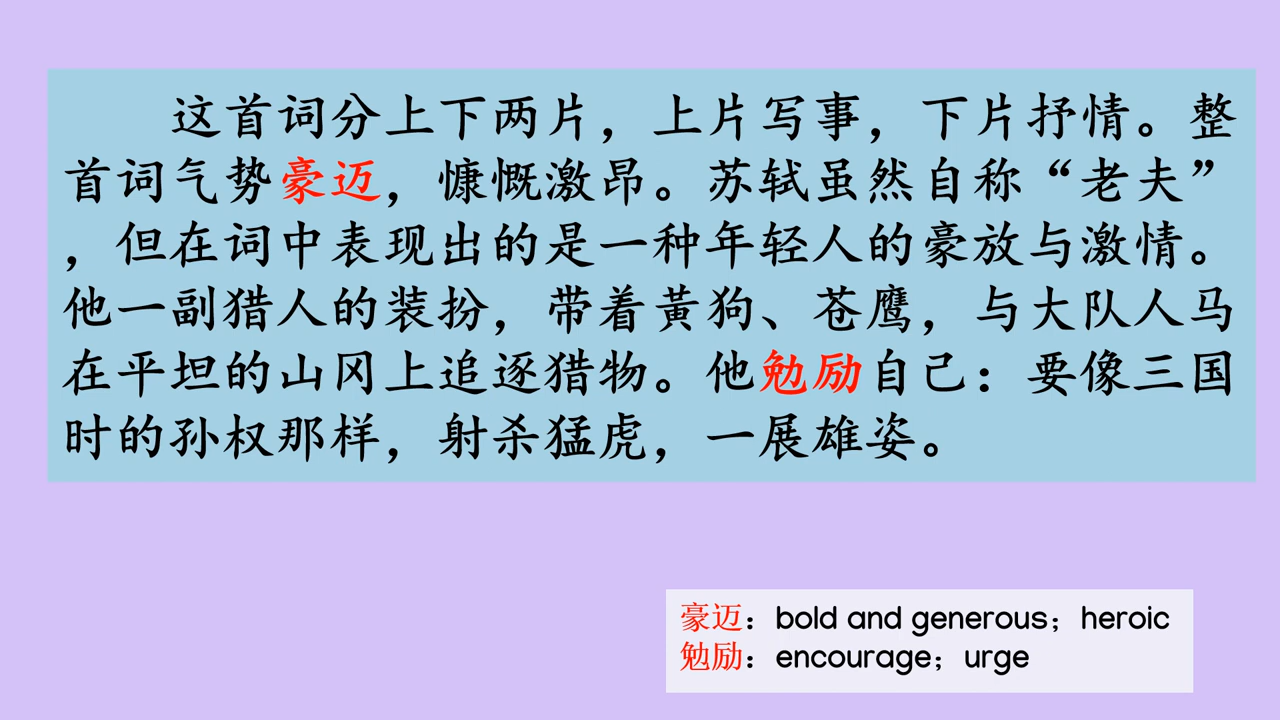 这首词分上下两片，上片写事，下片抒情。整
首词气势豪迈，慷慨激昂。苏轼虽然自称“老夫”
，但在词中表现出的是一种年轻人的豪放与激情。
他一副猎人的装扮，带着黄狗、苍鹰，与大队人马
在平坦的山冈上追逐猎物。他勉励自己：要像三国
时的孙权那样，射杀猛虎，一展雄姿。
豪迈：bold and generous；heroic
勉励：encourage；urge